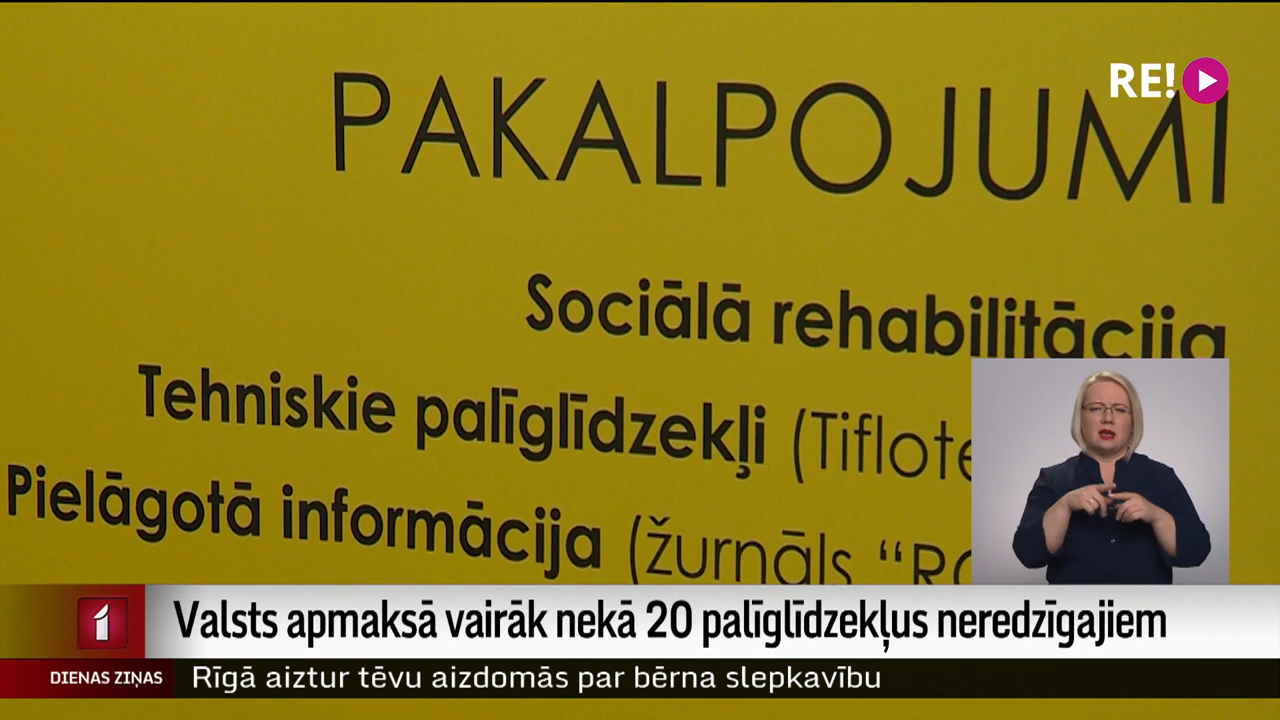 RE!
PAKALPOJUMI
Sociālā rehabilitācija
Tehniskie palīglīdzekļi (Tiflote
Pielāgotā informācija (žurnāls “Ro
1
Valsts apmaksā vairāk nekā 20 palīglīdzekļus neredzīgajiem
DIENAS ZIŅAS
Rīgā aiztur tēvu aizdomās par bērna slepkavību